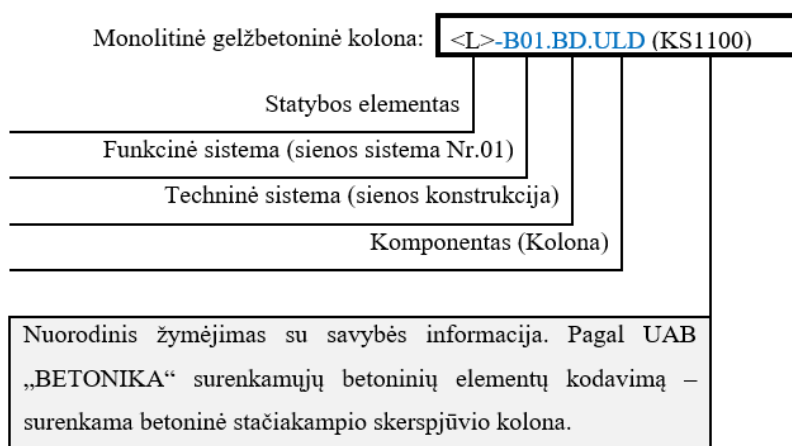 Monolitinė gelžbetoninė kolona: <L>-B01.BD.ULD (KS1100)
Statybos elementas
Funkcinė sistema (sienos sistema Nr.01)
Techninė sistema (sienos konstrukcija)
Komponentas (Kolona)
Nuorodinis žymėjimas su savybės informacija. Pagal UAB
„BETONIKA“ surenkamųjų betoninių elementų kodavimą –
surenkama betoninė stačiakampio skerspjūvio kolona.